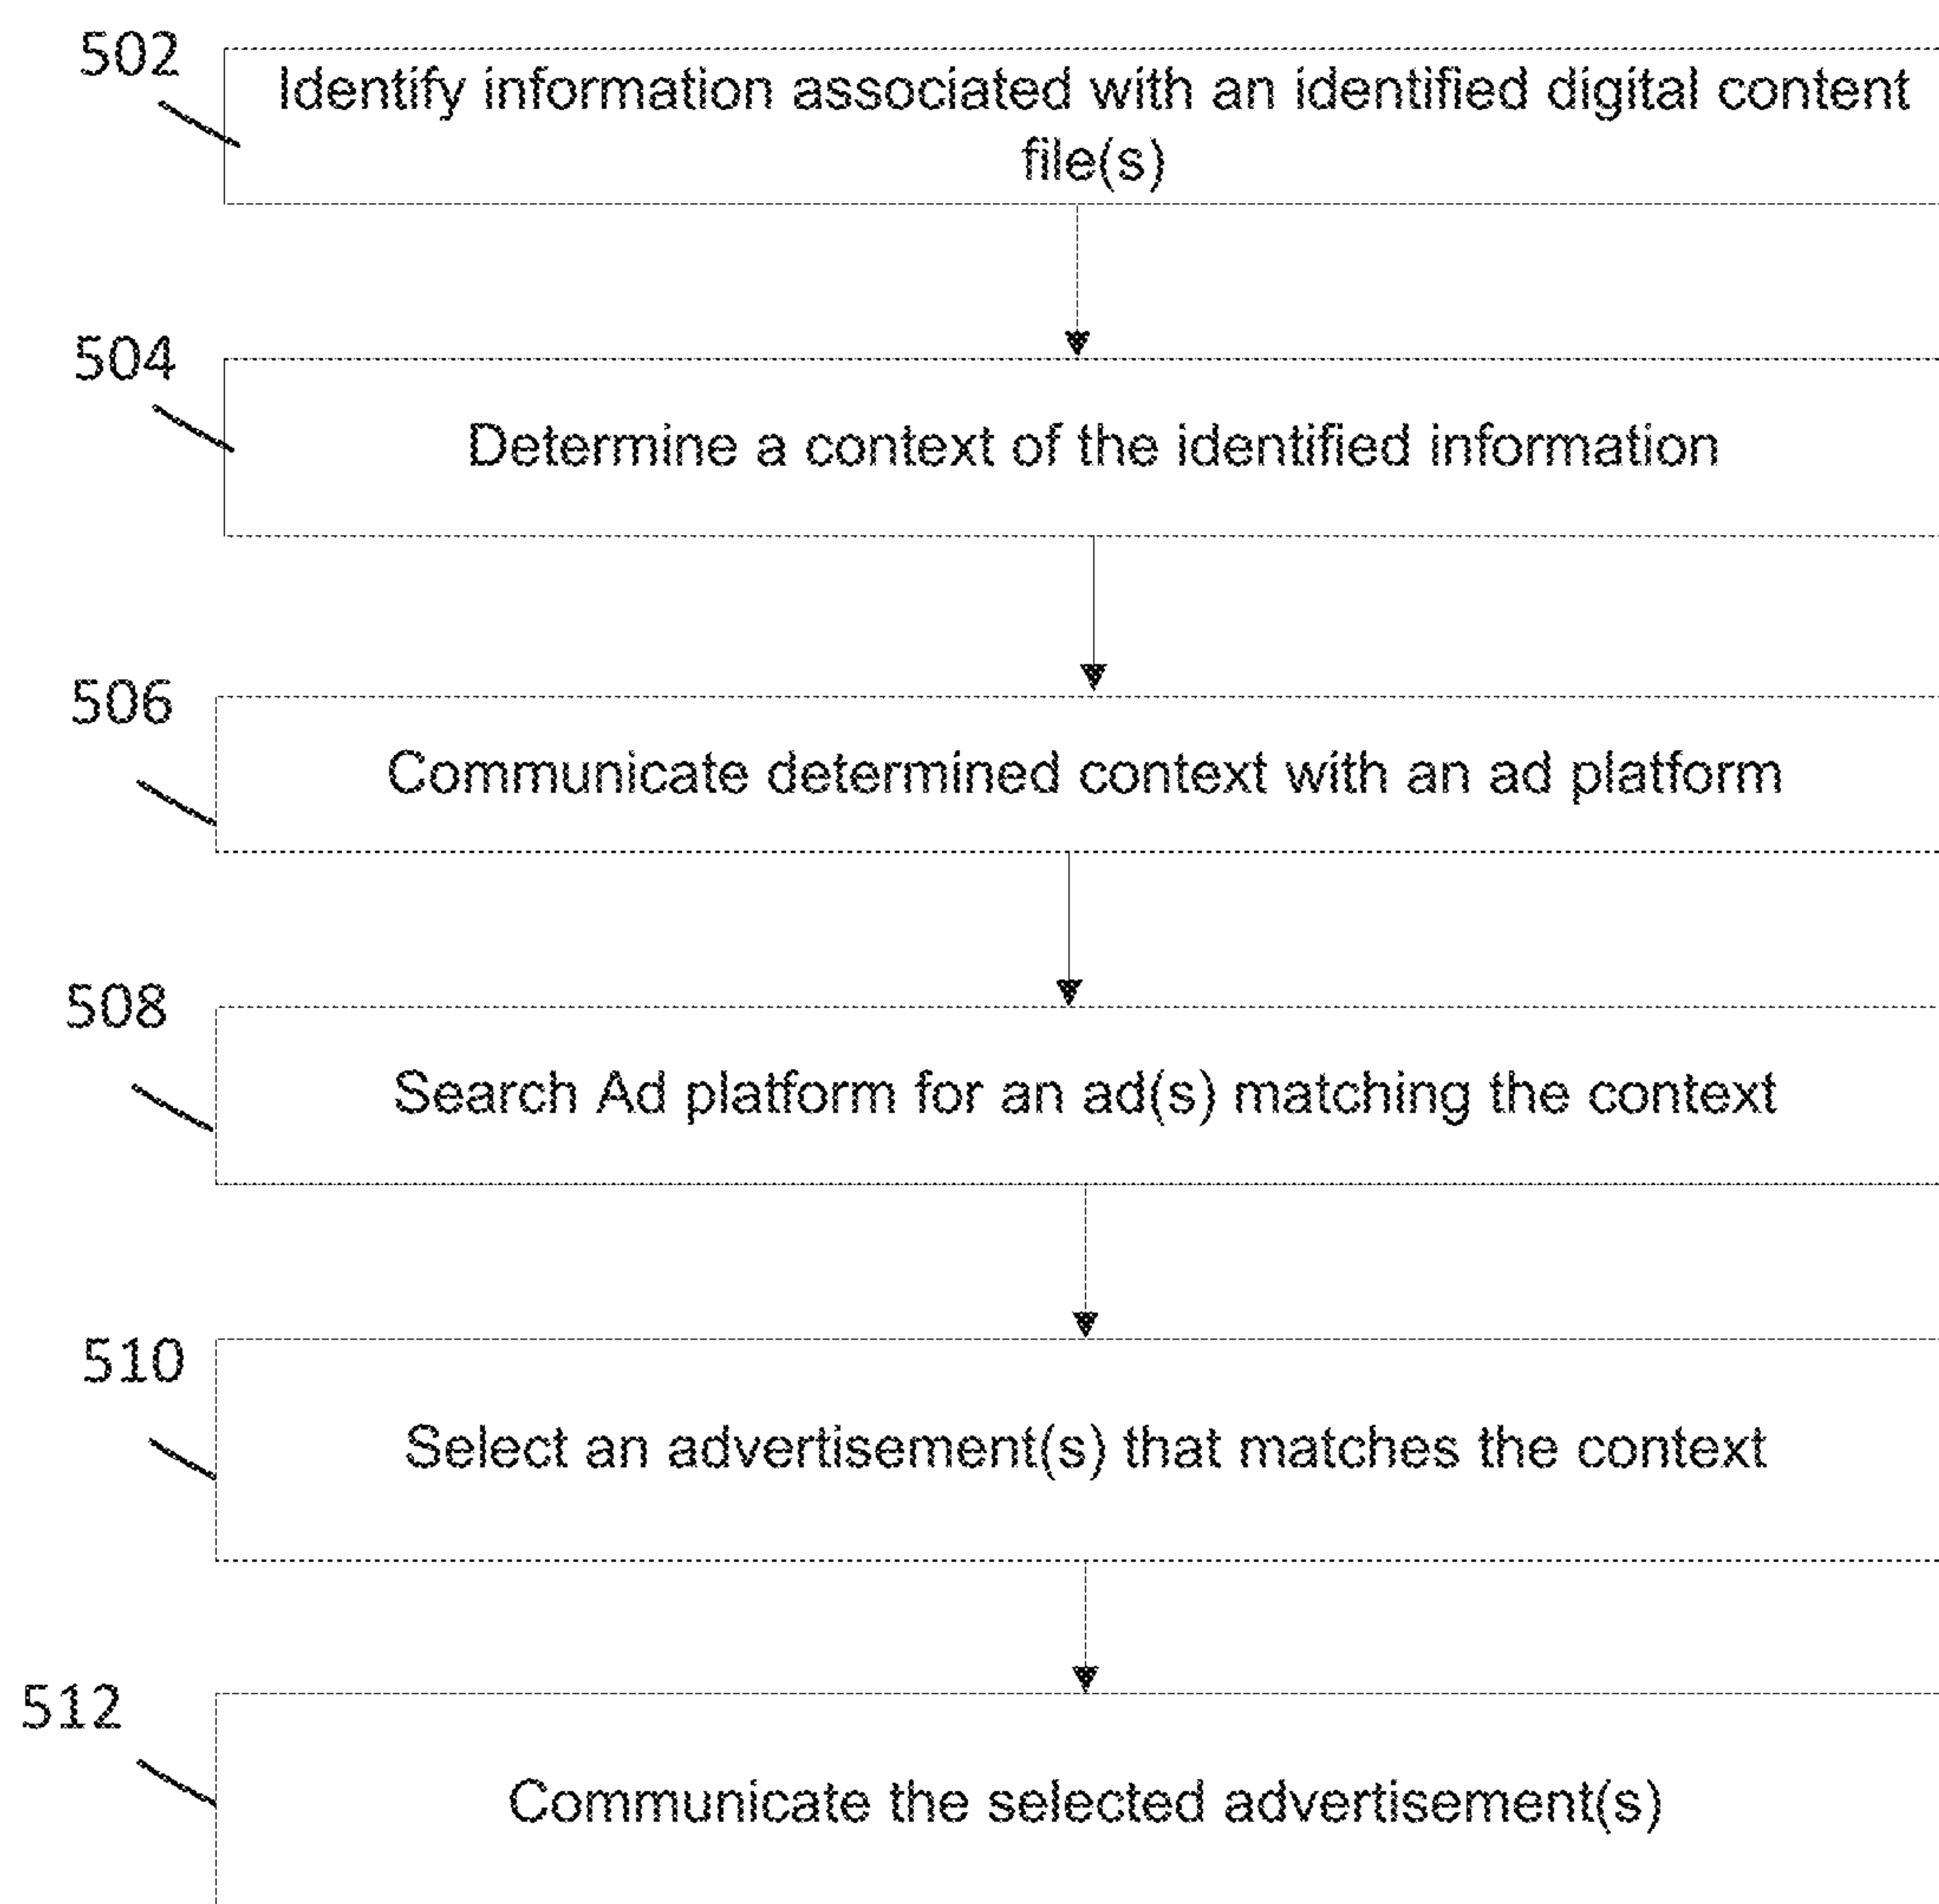 502
Identify information associated with an identified digital content
file(s)
504
Determine a context of the identified information
506
Communicate determined context with an ad platform
508
Search Ad platform for an ad(s) matching the context
510
Select an advertisement(s) that matches the context
512
Communicate the selected advertisement(s)